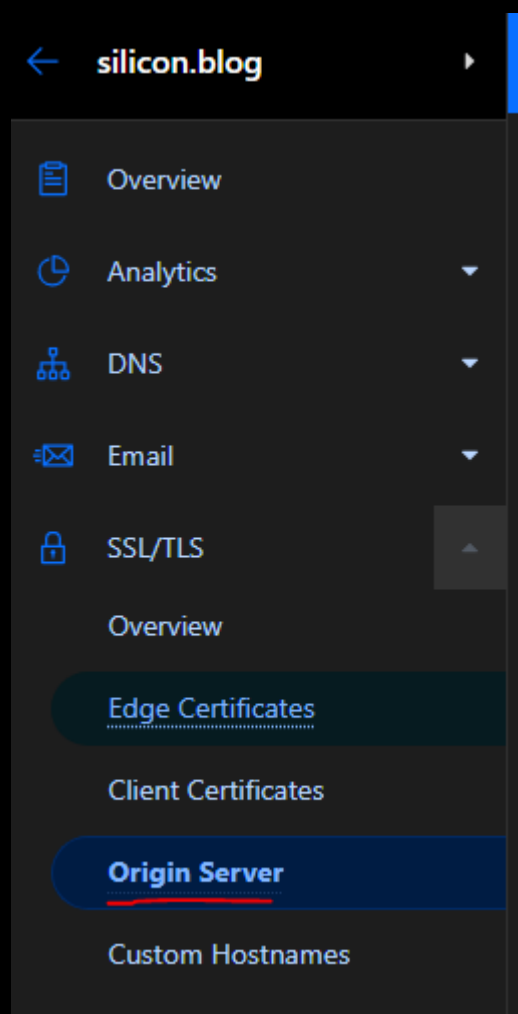 silicon.blog
Overview
Analytics
DNS
Email
SSL/TLS
Overview
Edge Certificates
Client Certificates
Origin Server
Custom Hostnames